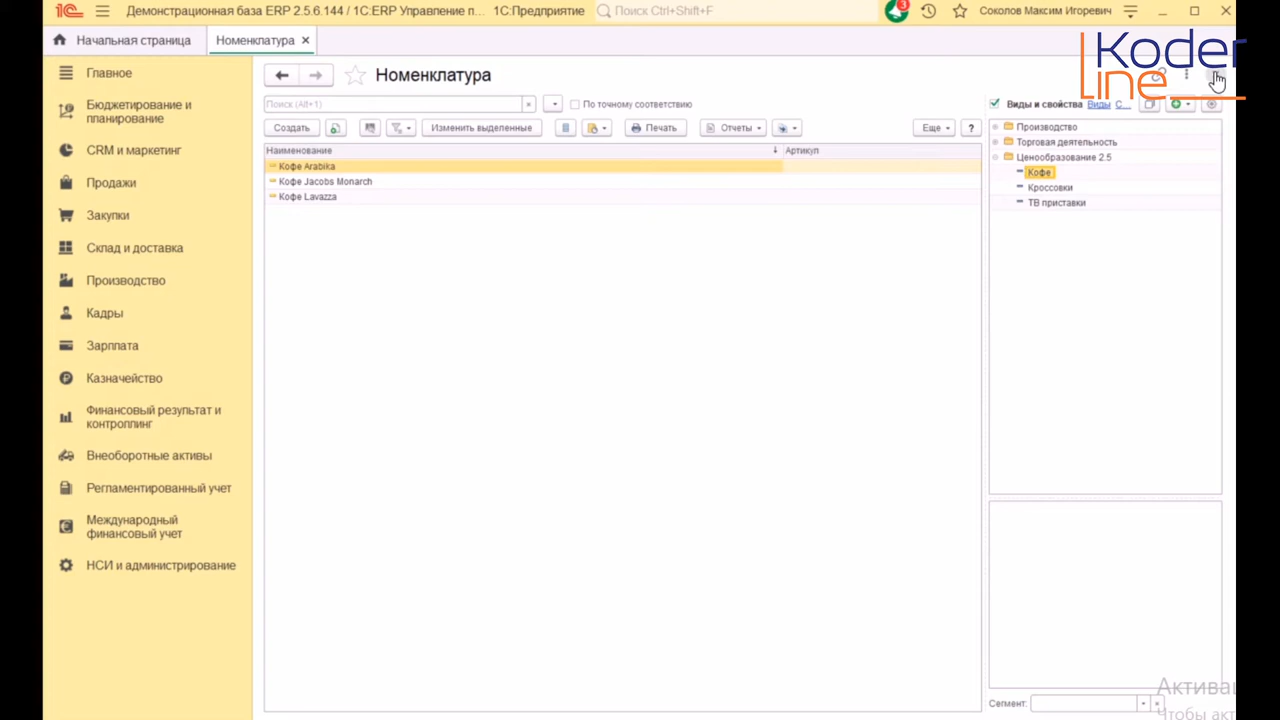 1С Демонстрационная база ERP 2.5.6.144 / 1С:ERP Управление п... 1С:Предприятие Поиск Ctrl+Shift+F 3 Соколов Максим Игоревич
Начальная страница Номенклатура
Koder
Line
Главное
Бюджетирование и
планирование
CRM и маркетинг
Продажи
Закупки
Склад и доставка
Производство
Кадры
Зарплата
Казначейство
Финансовый результат и
контроллинг
Внеоборотные активы
Регламентированный учет
Международный
финансовый учет
НСИ и администрирование
Номенклатура
Поиск (Alt+1) По точному соответствию
Создать Изменить выделенные Печать Отчеты Еще ?
Наименование Артикул
Кофе Arabika
Кофе Jacobs Monarch
Кофе Lavazza
Виды и свойства Виды С...
Производство
Торговая деятельность
Ценообразование 2.5
Кофе
Кроссовки
ТВ приставки
Сегмент:
Активац
Чтобы акт